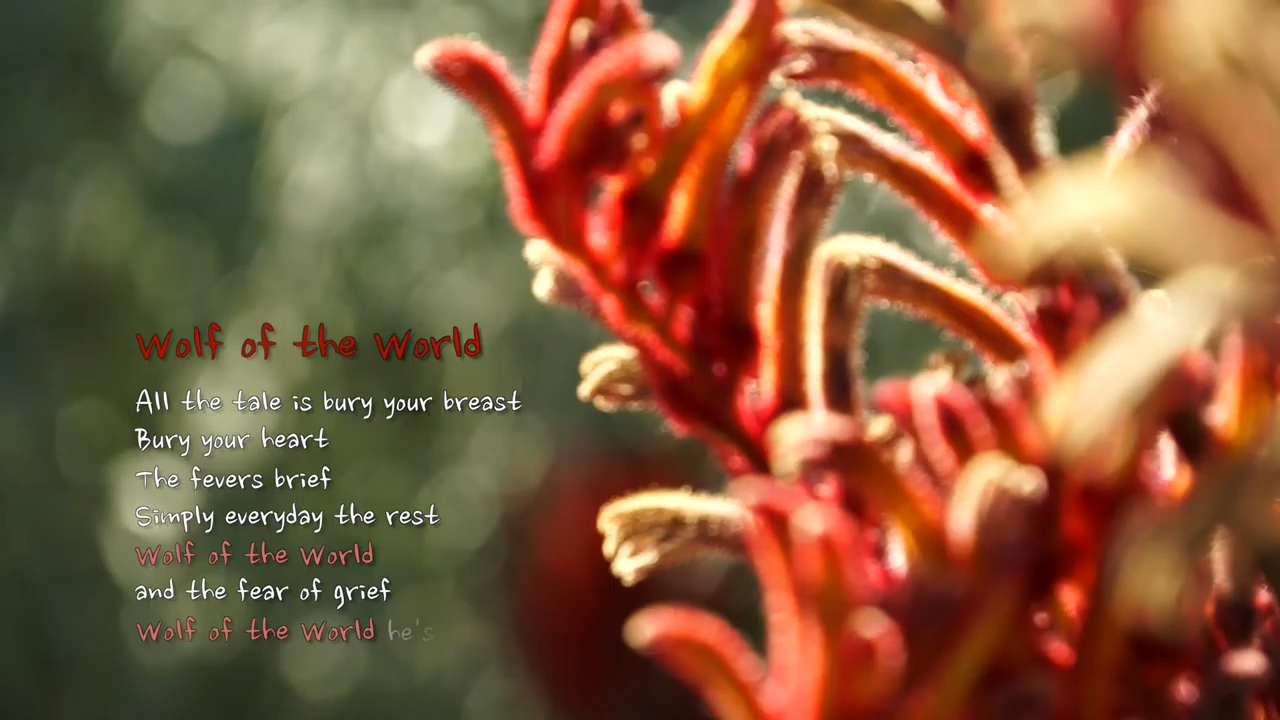 Wolf of the World
All the tale is bury your breast
Bury your heart
The fevers brief
Simply everyday the rest
Wolf of the World
and the fear of grief
Wolf of the World he's